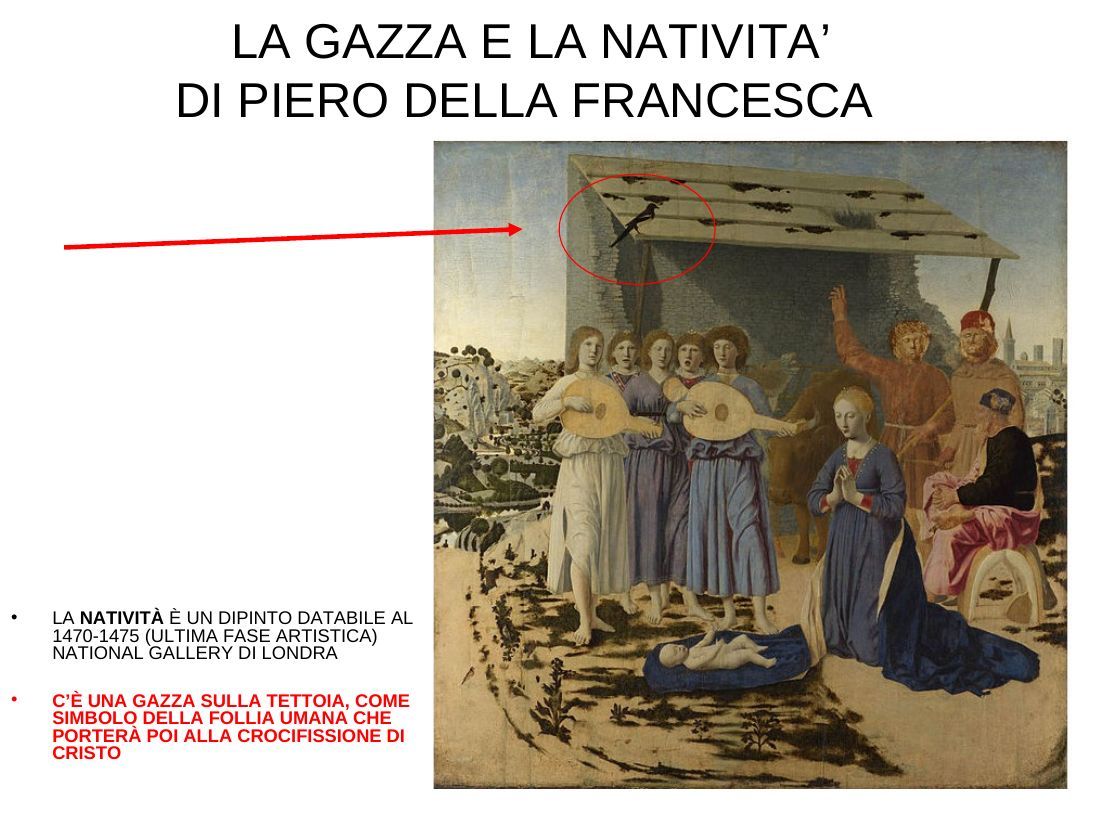 LA GAZZA E LA NATIVITA’
DI PIERO DELLA FRANCESCA
• LA NATIVITÀ È UN DIPINTO DATABILE AL
1470-1475 (ULTIMA FASE ARTISTICA)
NATIONAL GALLERY DI LONDRA
• C’È UNA GAZZA SULLA TETTOIA, COME
SIMBOLO DELLA FOLLIA UMANA CHE
PORTERÀ POI ALLA CROCIFISSIONE DI
CRISTO